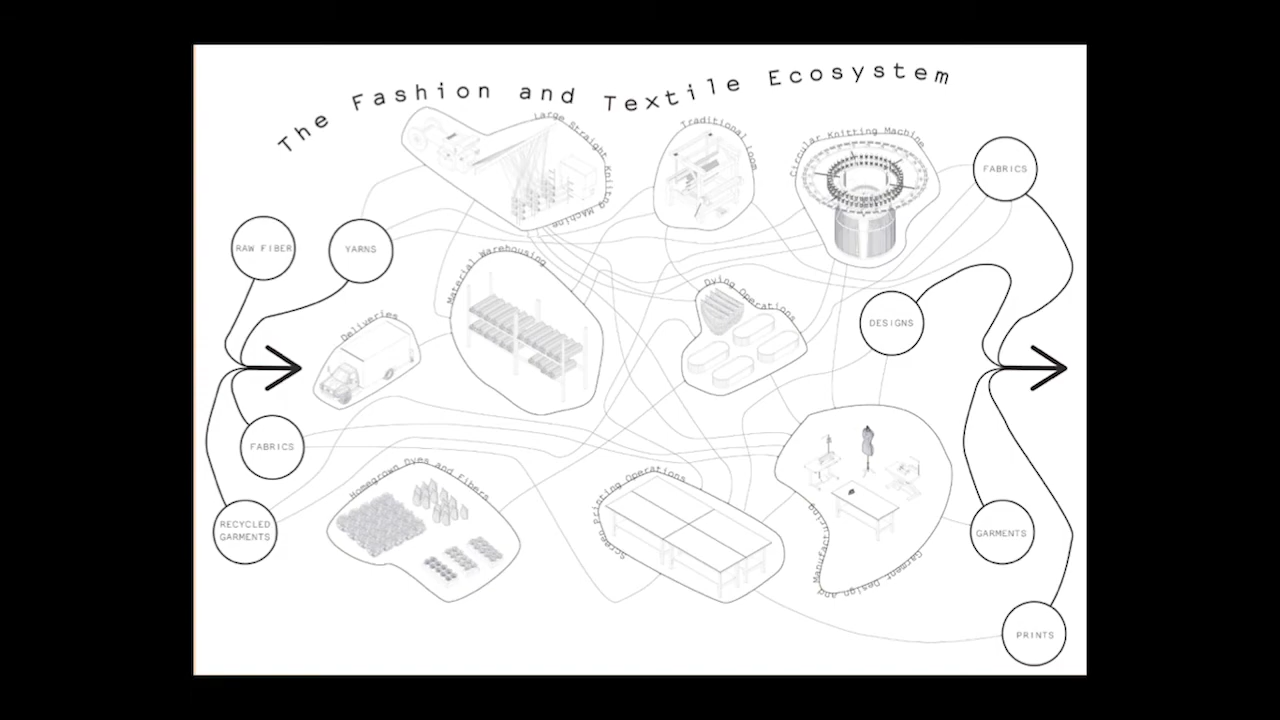 The Fashion and Textile Ecosystem
Large Straight Kniting Machine
Traditional Loom
Circular Knitting Machine
FABRICS
RAW FIBER
YARNS
Material Warehousing
Dying Operations
DESIGNS
Deliveries
FABRICS
Homegrown Dyes and Fibers
Screen Printing Operations
RECYCLED
GARMENTS
Garment Design and Manufacturing
GARMENTS
PRINTS